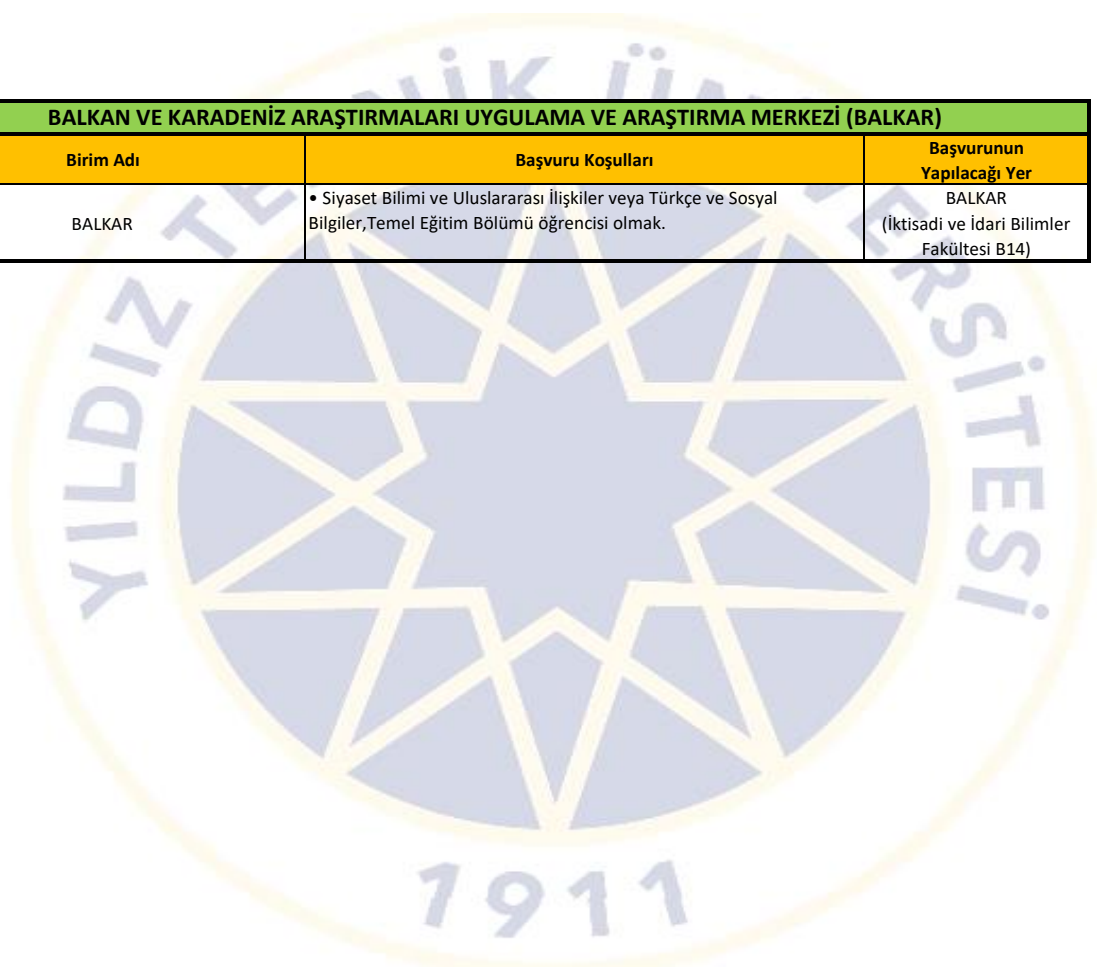 YILDIZ TEKNİK ÜNİVERSİTESİ
BALKAN VE KARADENİZ ARAŞTIRMALARI UYGULAMA VE ARAŞTIRMA MERKEZİ (BALKAR)
Birim Adı
Başvuru Koşulları
Başvurunun
Yapılacağı Yer
BALKAR
• Siyaset Bilimi ve Uluslararası İlişkiler veya Türkçe ve Sosyal
Bilgiler,Temel Eğitim Bölümü öğrencisi olmak.
BALKAR
(İktisadi ve İdari Bilimler
Fakültesi B14)
1911